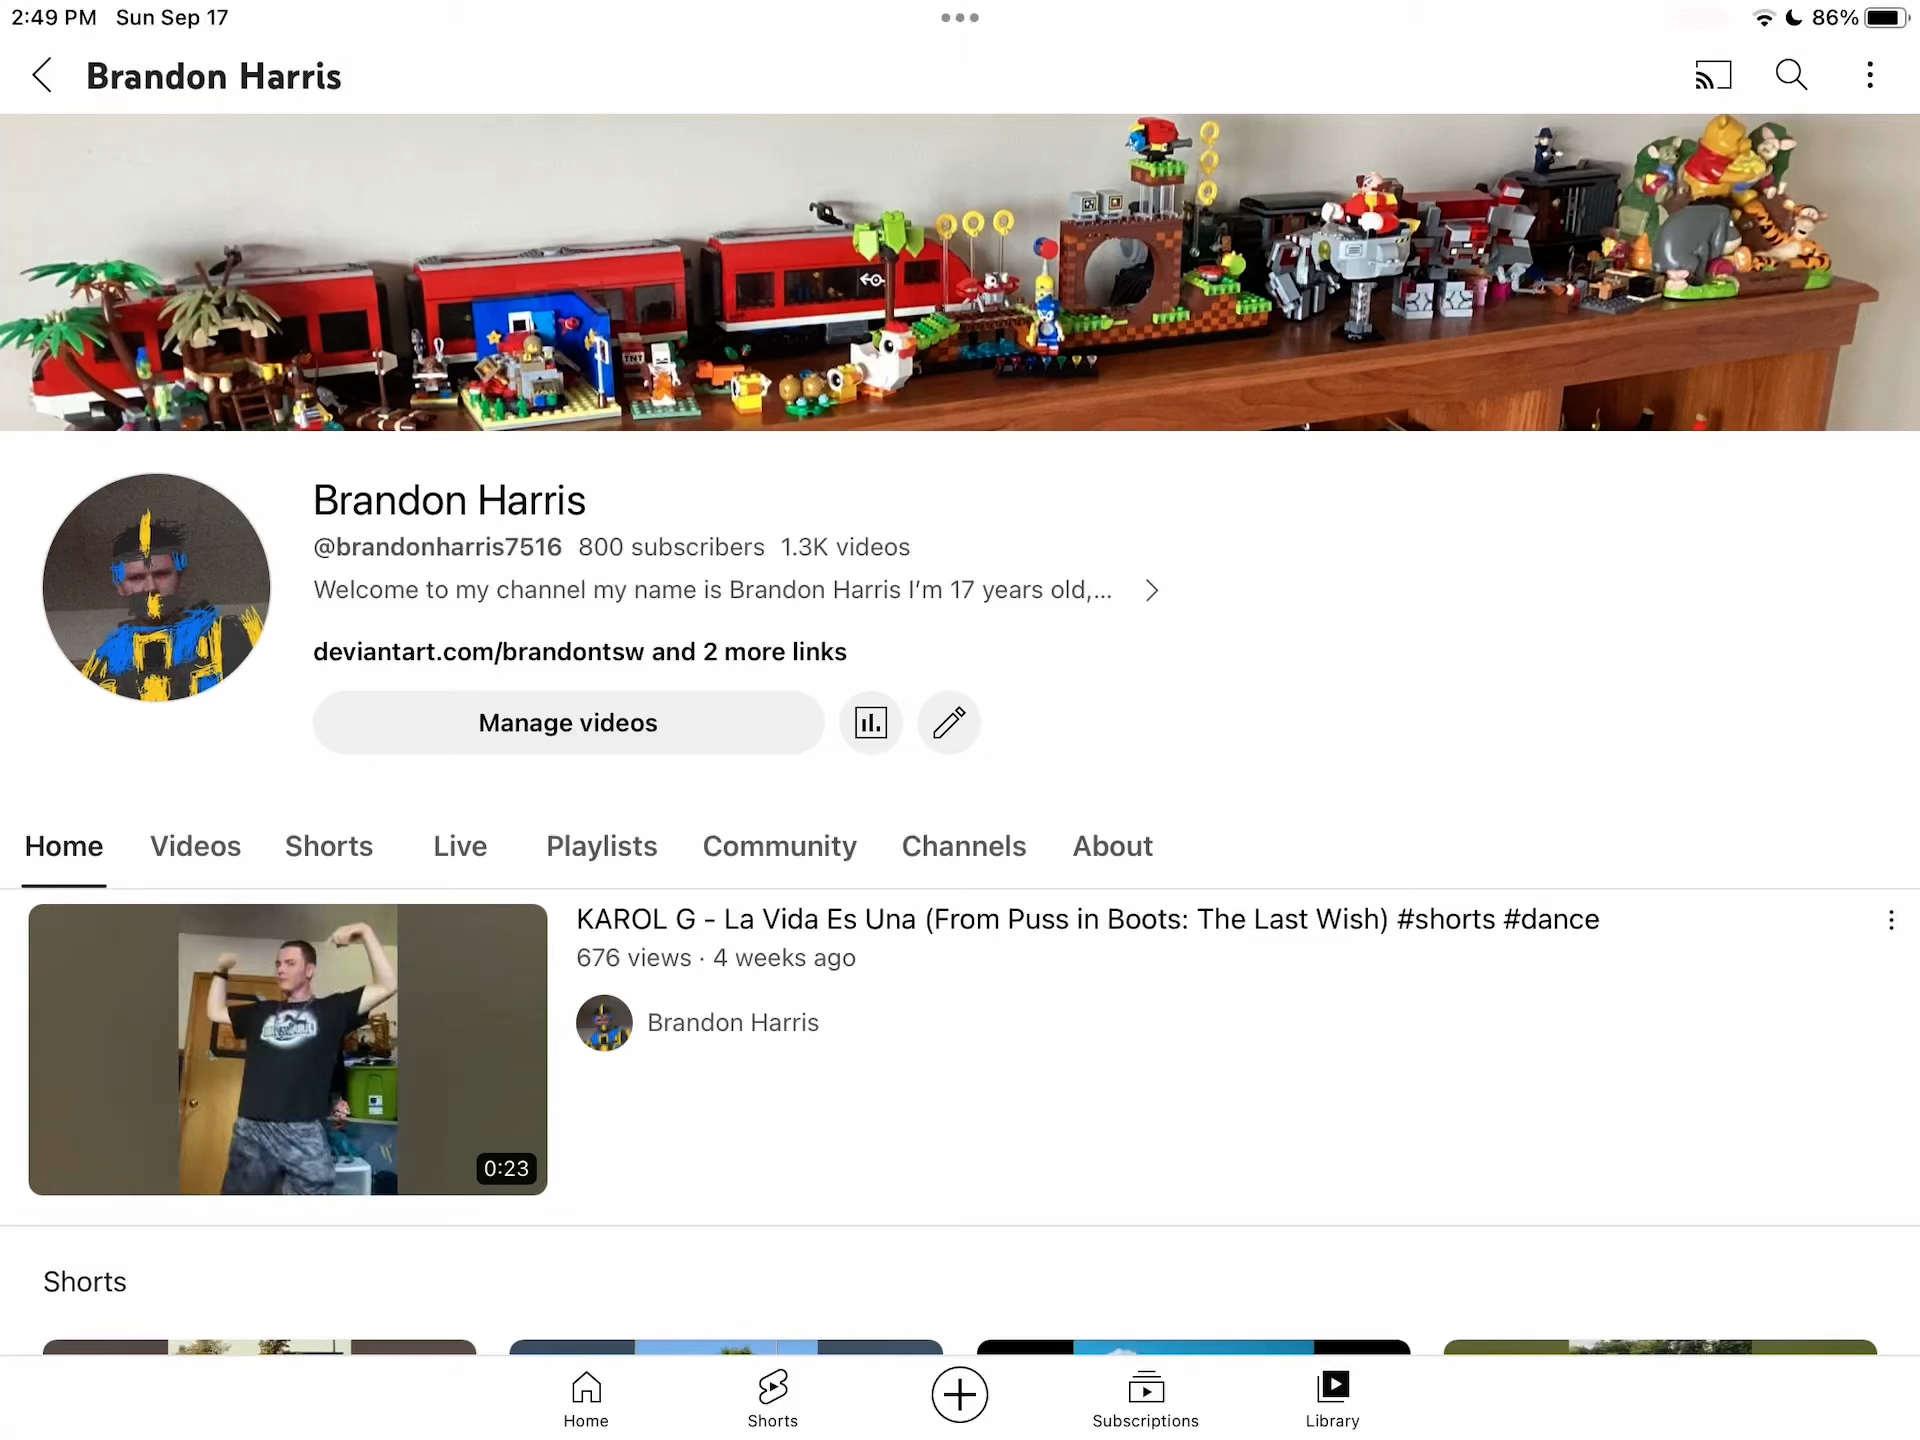 2:49 PM Sun Sep 17
86%
Brandon Harris
TNT
Brandon Harris
@brandonharris7516 800 subscribers 1.3K videos
Welcome to my channel my name is Brandon Harris I’m 17 years old,...
deviantart.com/brandontsw and 2 more links
Manage videos
Home Videos Shorts Live Playlists Community Channels About
KAROL G - La Vida Es Una (From Puss in Boots: The Last Wish) #shorts #dance
676 views · 4 weeks ago
Brandon Harris
0:23
Shorts
Home Shorts Subscriptions Library